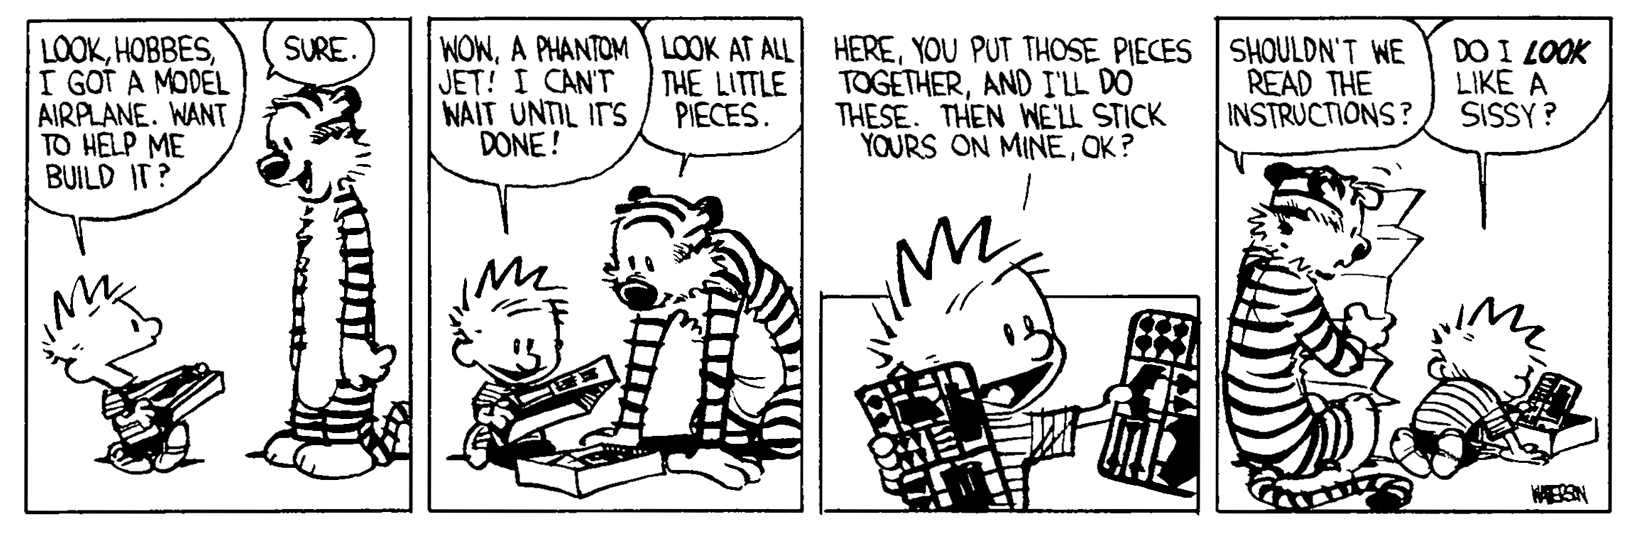 LOOK, HOBBES,
I GOT A MODEL
AIRPLANE. WANT
TO HELP ME
BUILD IT?
SURE.
WOW, A PHANTOM
JET! I CAN'T
WAIT UNTIL IT'S
DONE!
LOOK AT ALL
THE LITTLE
PIECES.
HERE, YOU PUT THOSE PIECES
TOGETHER, AND I'LL DO
THESE. THEN WE'LL STICK
YOURS ON MINE, OK?
SHOULDN'T WE
READ THE
INSTRUCTIONS?
DO I LOOK
LIKE A
SISSY?
WATTERSON